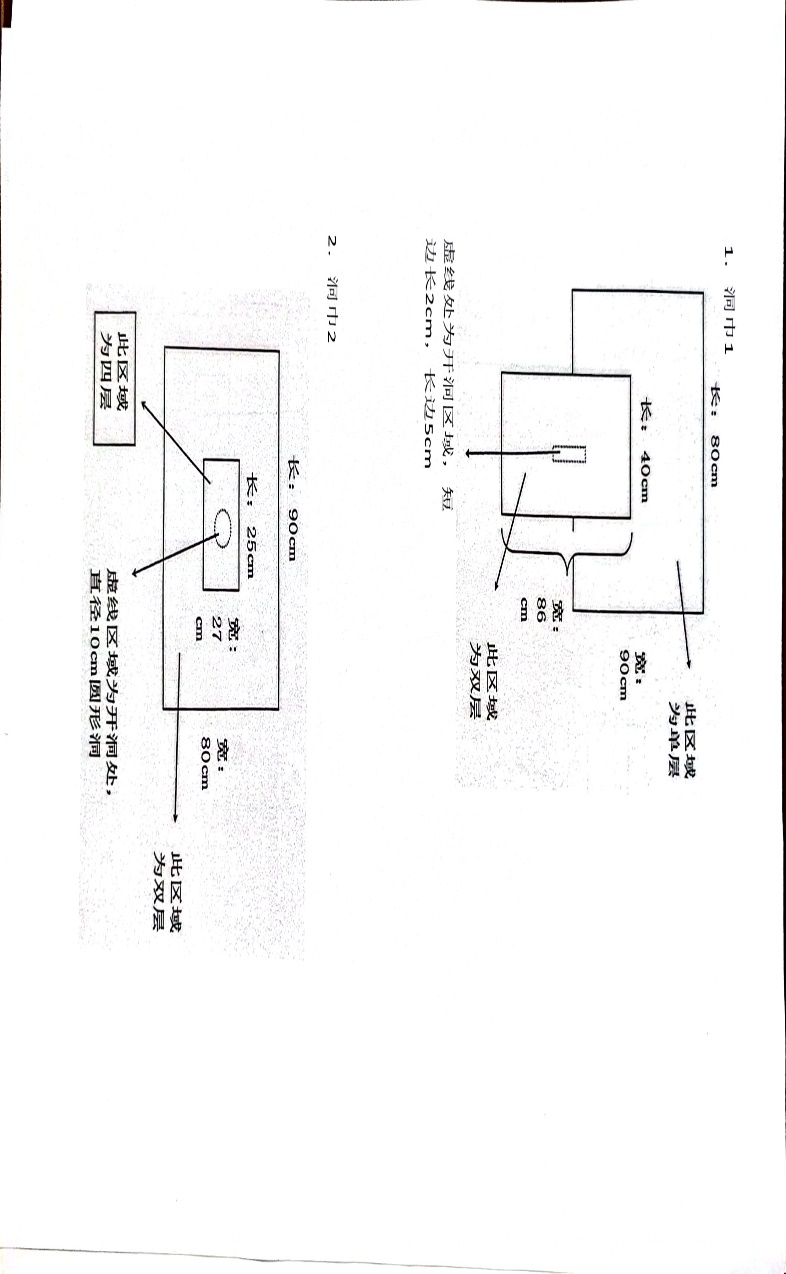 1. 洞巾1
长: 80cm
长: 40cm
宽:
86
cm
宽:
90cm
此区域
为单层
此区域
为双层
虚线处为开洞区域, 短
边长2cm, 长边5cm
2. 洞巾2
长: 90cm
长: 25cm
宽:
27
cm
宽:
80cm
此区域
为四层
虚线区域为开洞处,
直径10cm圆形洞
此区域
为双层